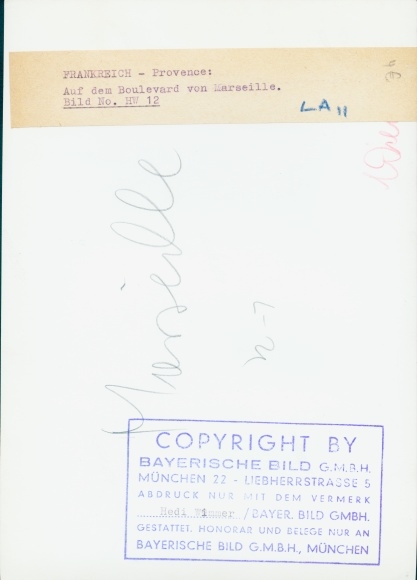 FRANKREICH - Provence:
Auf dem Boulevard von Marseille.
Bild No. HW 12
LA 11
Marseille
COPYRIGHT BY
BAYERISCHE BILD G.M.B.H.
MÜNCHEN 22 - LIEBHERRSTRASSE 5
ABDRUCK NUR MIT DEM VERMERK
Hedi Wimmer / BAYER. BILD GMBH.
GESTATTET. HONORAR UND BELEGE NUR AN
BAYERISCHE BILD G.M.B.H., MÜNCHEN